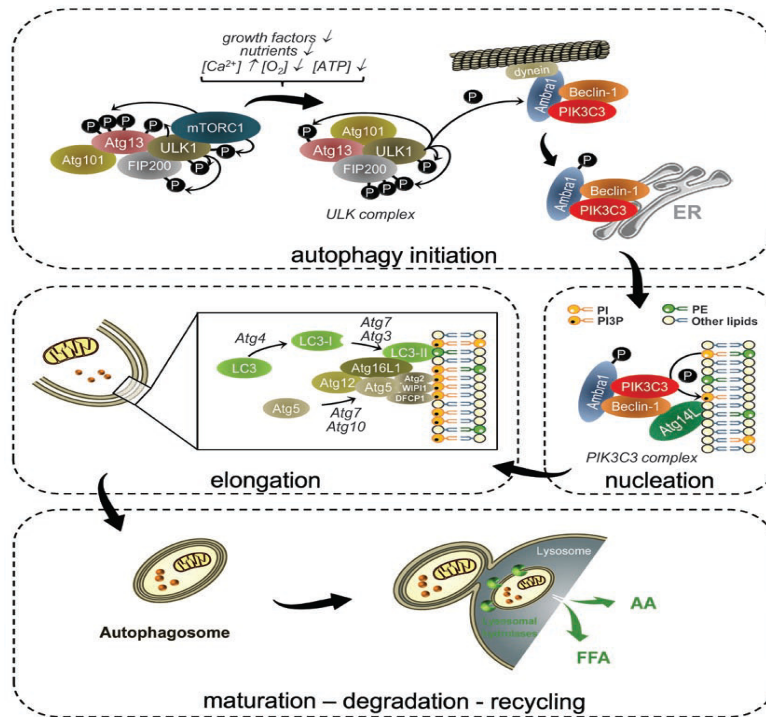 growth factors ↓
nutrients ↓
[Ca²⁺] ↑ [O₂] ↓ [ATP] ↓
P P P P
mTORC1
Atg13
ULK1
P
Atg101
FIP200
P
P
P
Atg101
Atg13
ULK1
P
FIP200
P P P
ULK complex
P
dynein
Ambra1
Beclin-1
PIK3C3
P
Ambra1
Beclin-1
PIK3C3
ER
autophagy initiation
Atg4
LC3
LC3-I
Atg7
Atg3
LC3-II
Atg16L1
Atg12
Atg5
Atg2
WIPI1
DFCP1
Atg5
Atg7
Atg10
elongation
PI
PI3P
PE
Other lipids
P
Ambra1
PIK3C3
Beclin-1
P
Atg14L
PIK3C3 complex
nucleation
Autophagosome
Lysosome
Lysosomal
AA
FFA
maturation – degradation - recycling